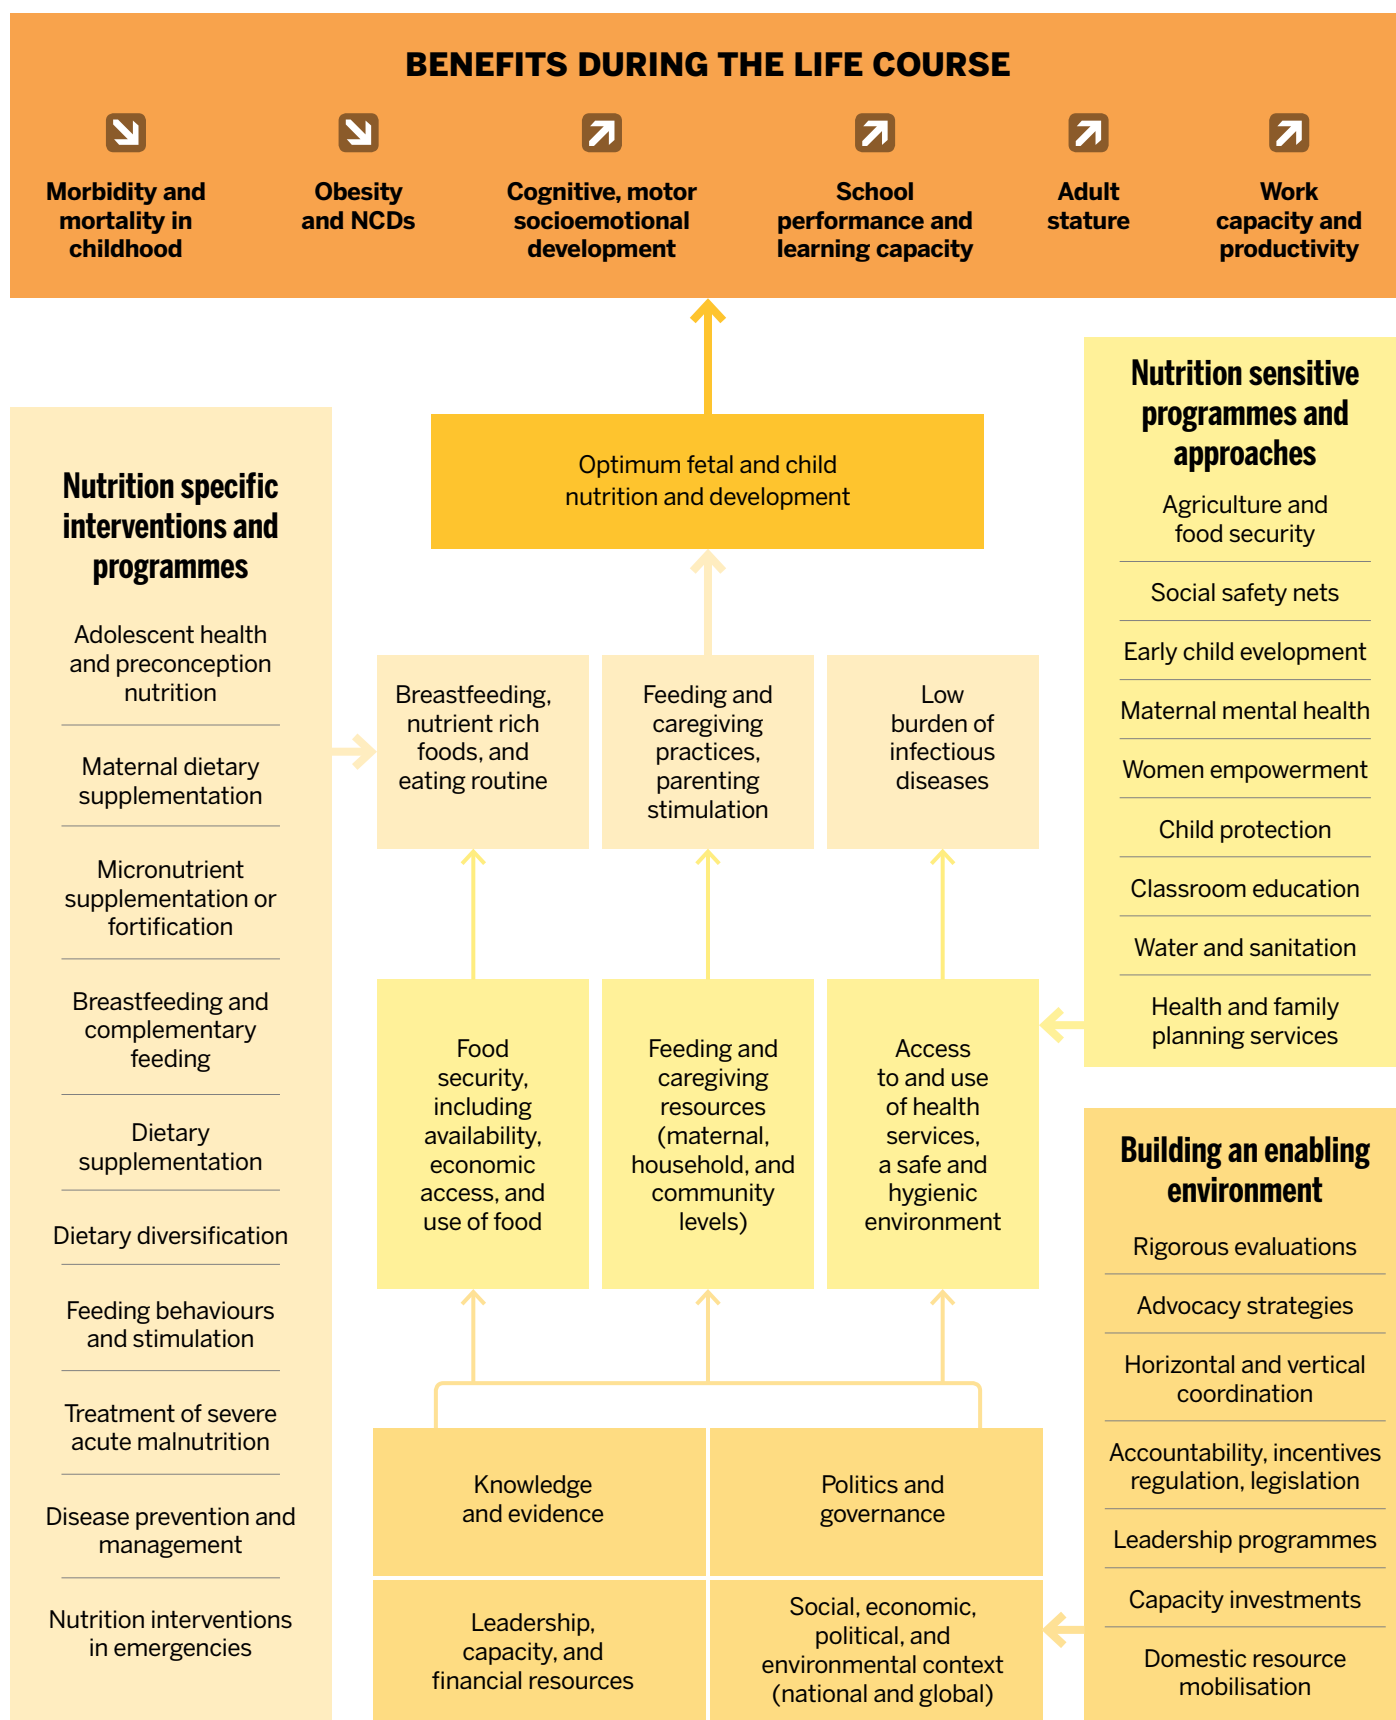 BENEFITS DURING THE LIFE COURSE
Morbidity and
mortality in
childhood
Obesity
and NCDs
Cognitive, motor
socioemotional
development
School
performance and
learning capacity
Adult
stature
Work
capacity and
productivity
Optimum fetal and child
nutrition and development
Nutrition specific
interventions and
programmes
Adolescent health
and preconception
nutrition
Maternal dietary
supplementation
Micronutrient
supplementation or
fortification
Breastfeeding and
complementary
feeding
Dietary
supplementation
Dietary diversification
Feeding behaviours
and stimulation
Treatment of severe
acute malnutrition
Disease prevention and
management
Nutrition interventions
in emergencies
Breastfeeding,
nutrient rich
foods, and
eating routine
Feeding and
caregiving
practices,
parenting
stimulation
Low
burden of
infectious
diseases
Food
security,
including
availability,
economic
access, and
use of food
Feeding and
caregiving
resources
(maternal,
household, and
community
levels)
Access
to and use
of health
services,
a safe and
hygienic
environment
Knowledge
and evidence
Politics and
governance
Leadership,
capacity, and
financial resources
Social, economic,
political, and
environmental context
(national and global)
Nutrition sensitive
programmes and
approaches
Agriculture and
food security
Social safety nets
Early child evelopment
Maternal mental health
Women empowerment
Child protection
Classroom education
Water and sanitation
Health and family
planning services
Building an enabling
environment
Rigorous evaluations
Advocacy strategies
Horizontal and vertical
coordination
Accountability, incentives
regulation, legislation
Leadership programmes
Capacity investments
Domestic resource
mobilisation